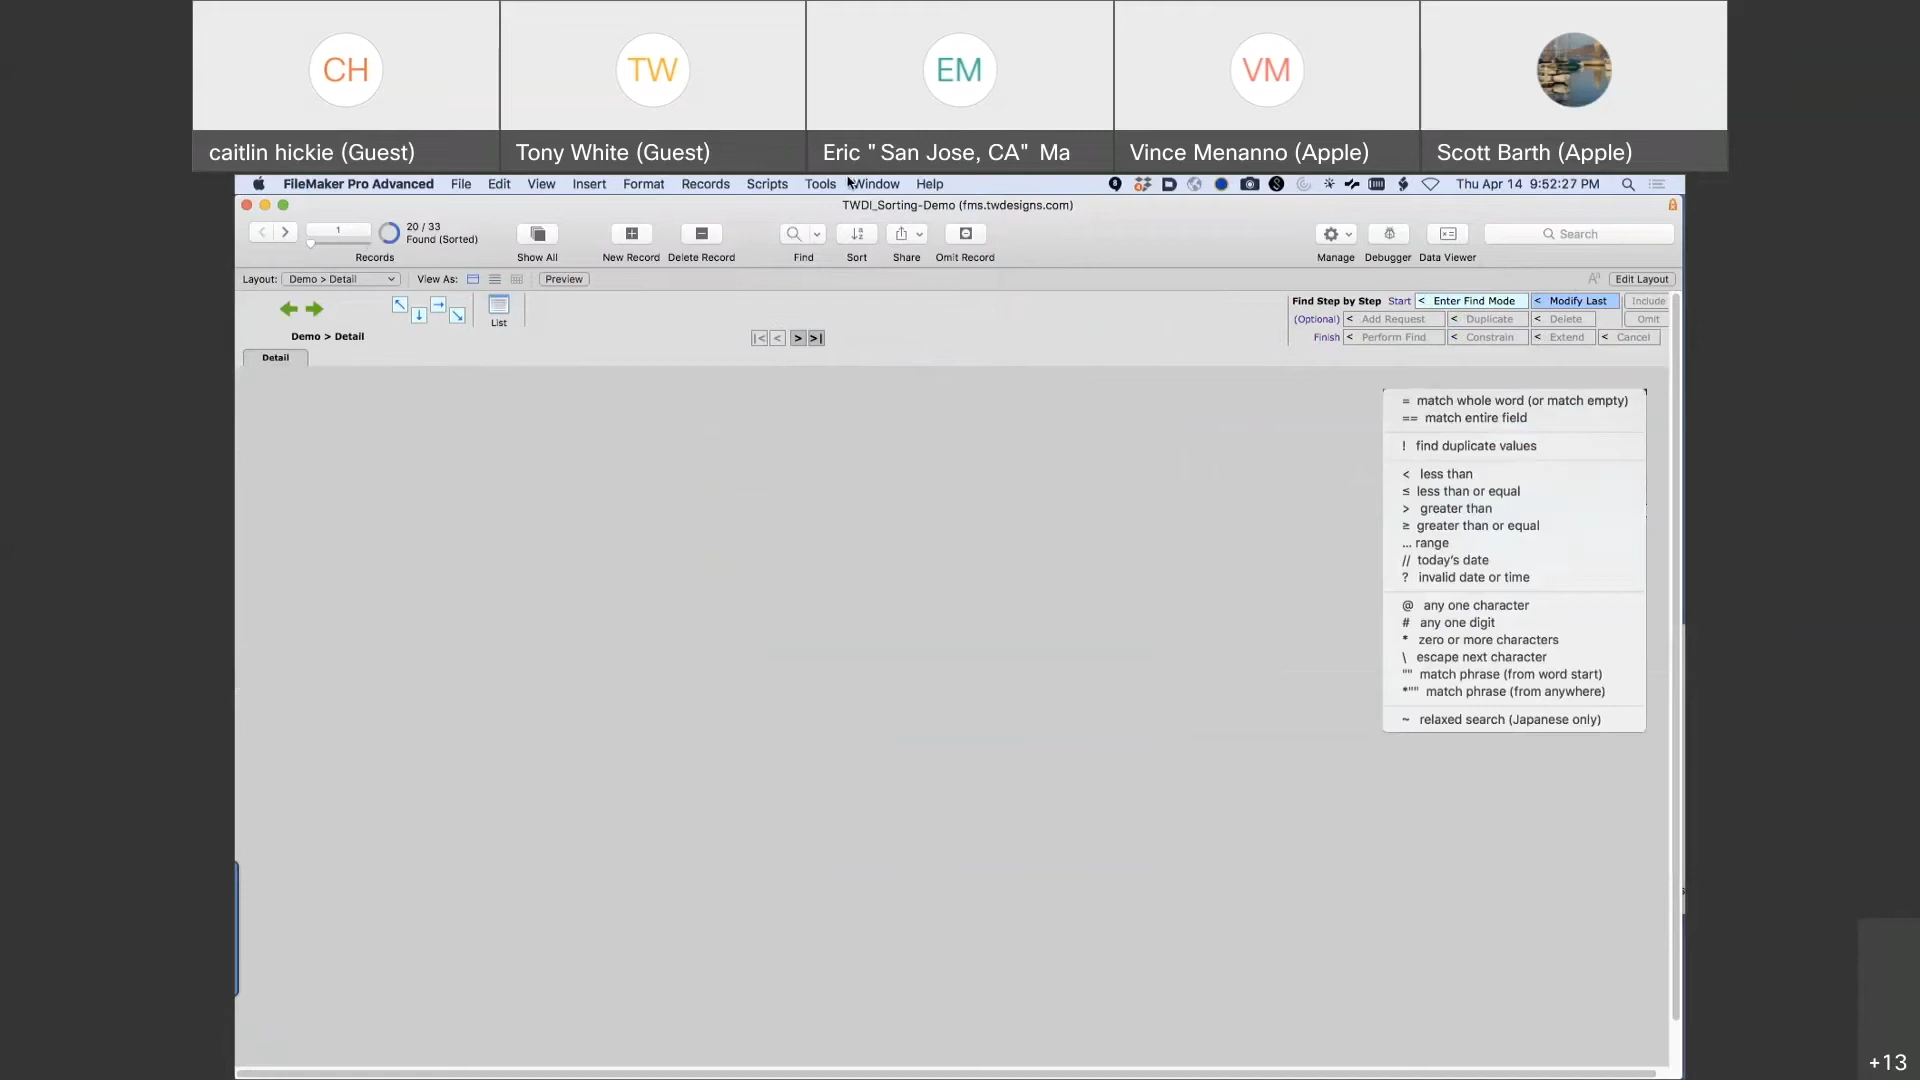 CH
TW
EM
VM
caitlin hickie (Guest)
Tony White (Guest)
Eric "San Jose, CA" Ma
Vince Menanno (Apple)
Scott Barth (Apple)
FileMaker Pro Advanced File Edit View Insert Format Records Scripts Tools Window Help
Thu Apr 14 9:52:27 PM
TWDI_Sorting-Demo (fms.twdesigns.com)
1
20 / 33
Found (Sorted)
Search
Records
Show All
New Record
Delete Record
Find
Sort
Share
Omit Record
Manage
Debugger
Data Viewer
Layout: Demo > Detail
View As:
Preview
Edit Layout
List
Demo > Detail
|< < > >|
Detail
Find Step by Step Start < Enter Find Mode < Modify Last Include
(Optional) < Add Request < Duplicate < Delete Omit
Finish < Perform Find < Constrain < Extend < Cancel
= match whole word (or match empty)
== match entire field
! find duplicate values
< less than
≤ less than or equal
> greater than
≥ greater than or equal
... range
// today's date
? invalid date or time
@ any one character
# any one digit
* zero or more characters
\ escape next character
"" match phrase (from word start)
*"" match phrase (from anywhere)
~ relaxed search (Japanese only)
+13